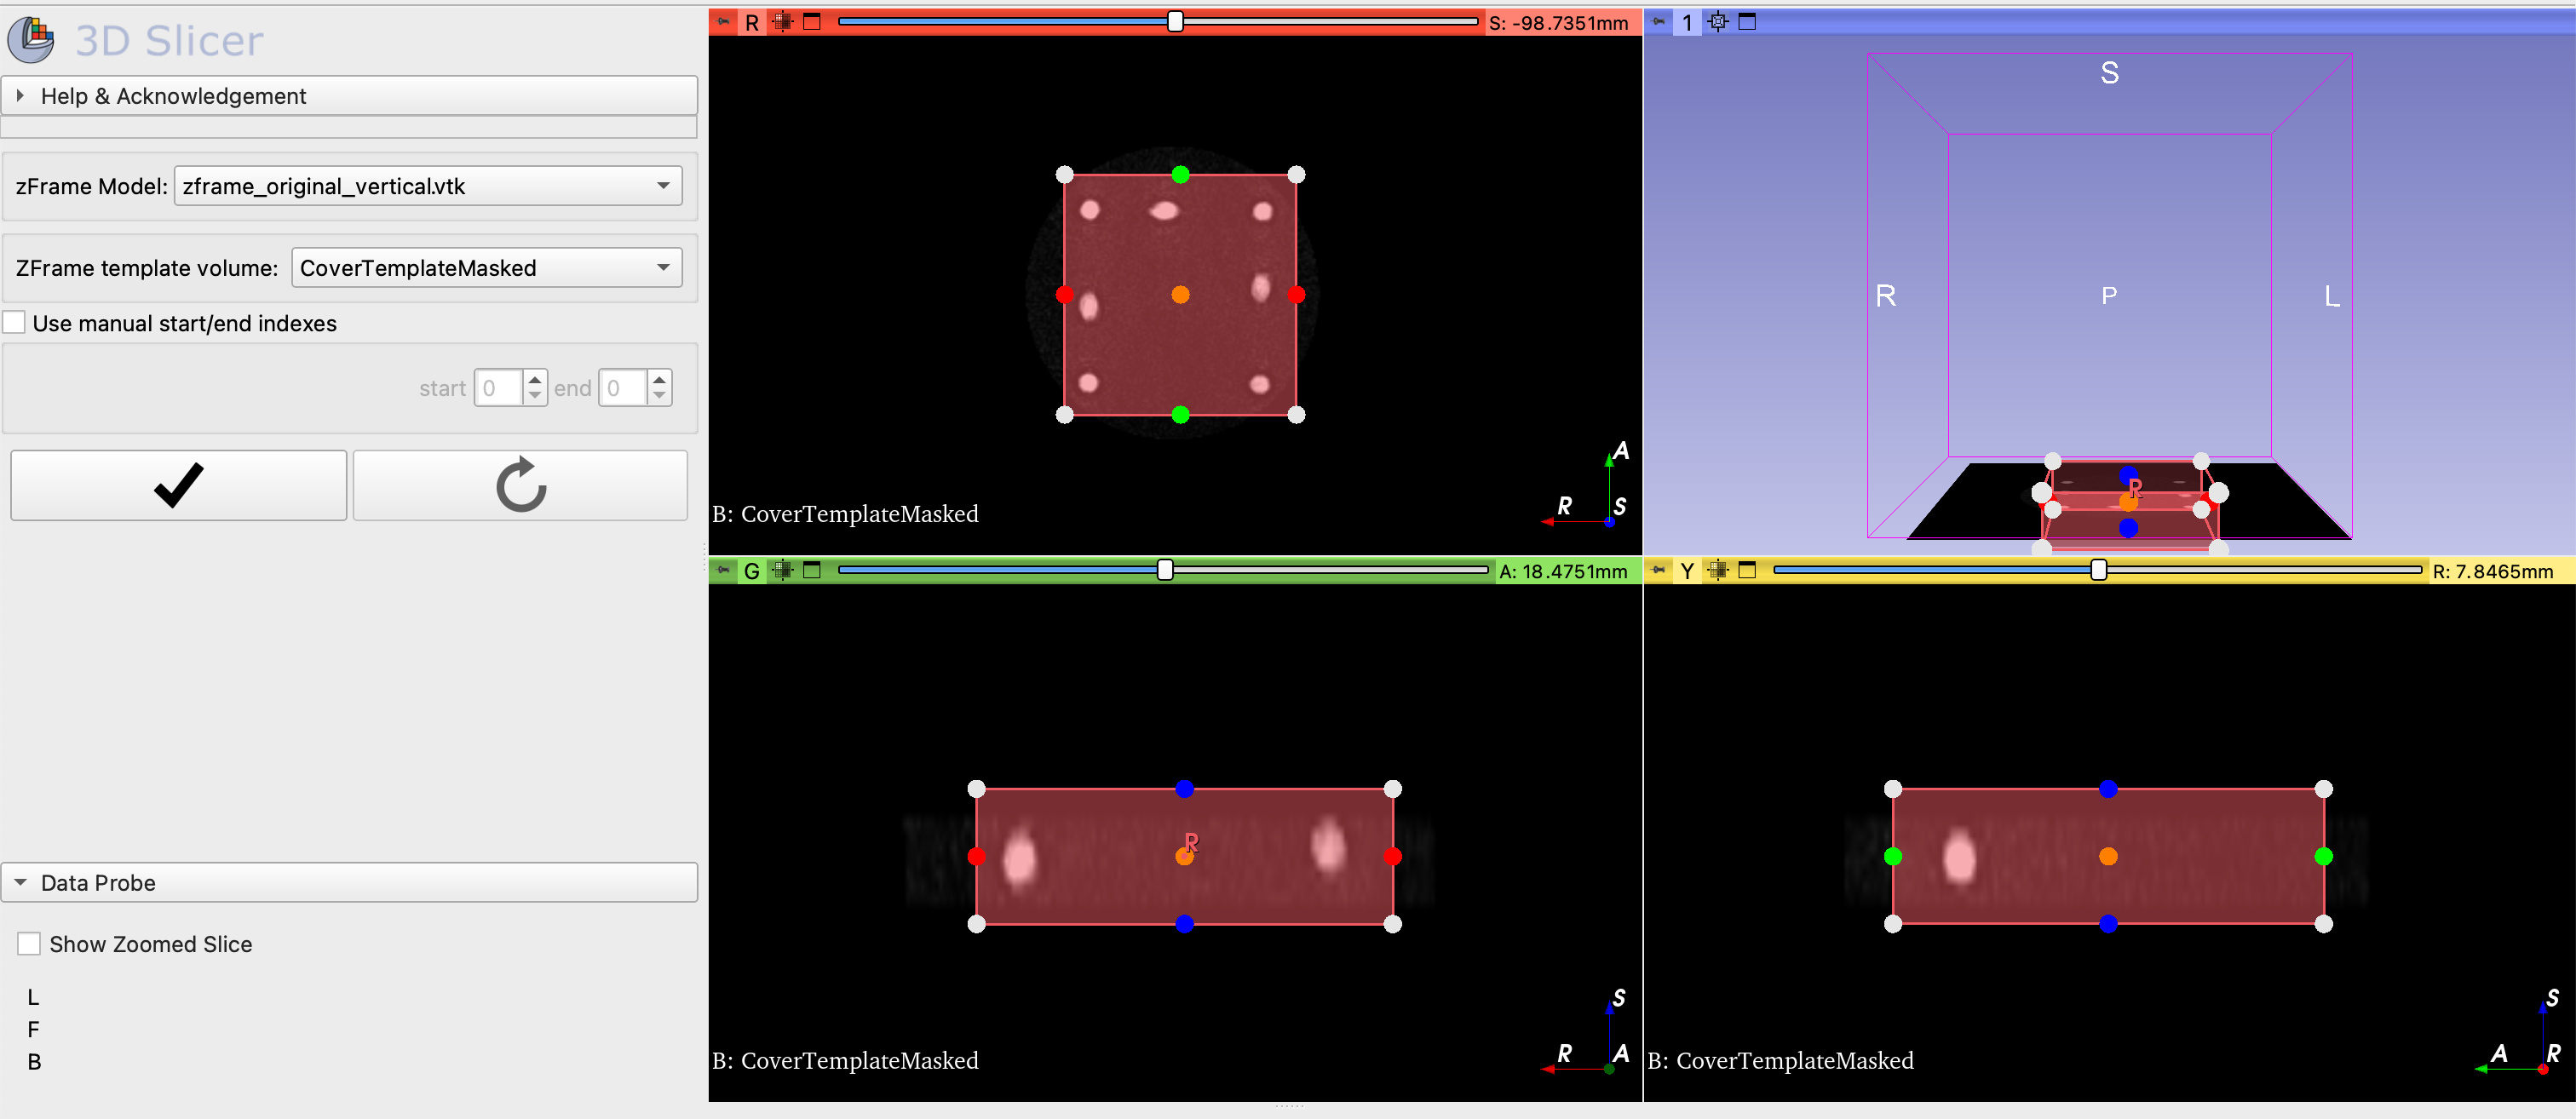 3D Slicer
Help & Acknowledgement
zFrame Model: zframe_original_vertical.vtk
ZFrame template volume: CoverTemplateMasked
Use manual start/end indexes
start 0 end 0
Data Probe
Show Zoomed Slice
L
F
B
R S: -98.7351mm
B: CoverTemplateMasked
A
R S
1
S
R P L
R
G A: 18.4751mm
R
B: CoverTemplateMasked
S
R A
Y R: 7.8465mm
B: CoverTemplateMasked
S
A R